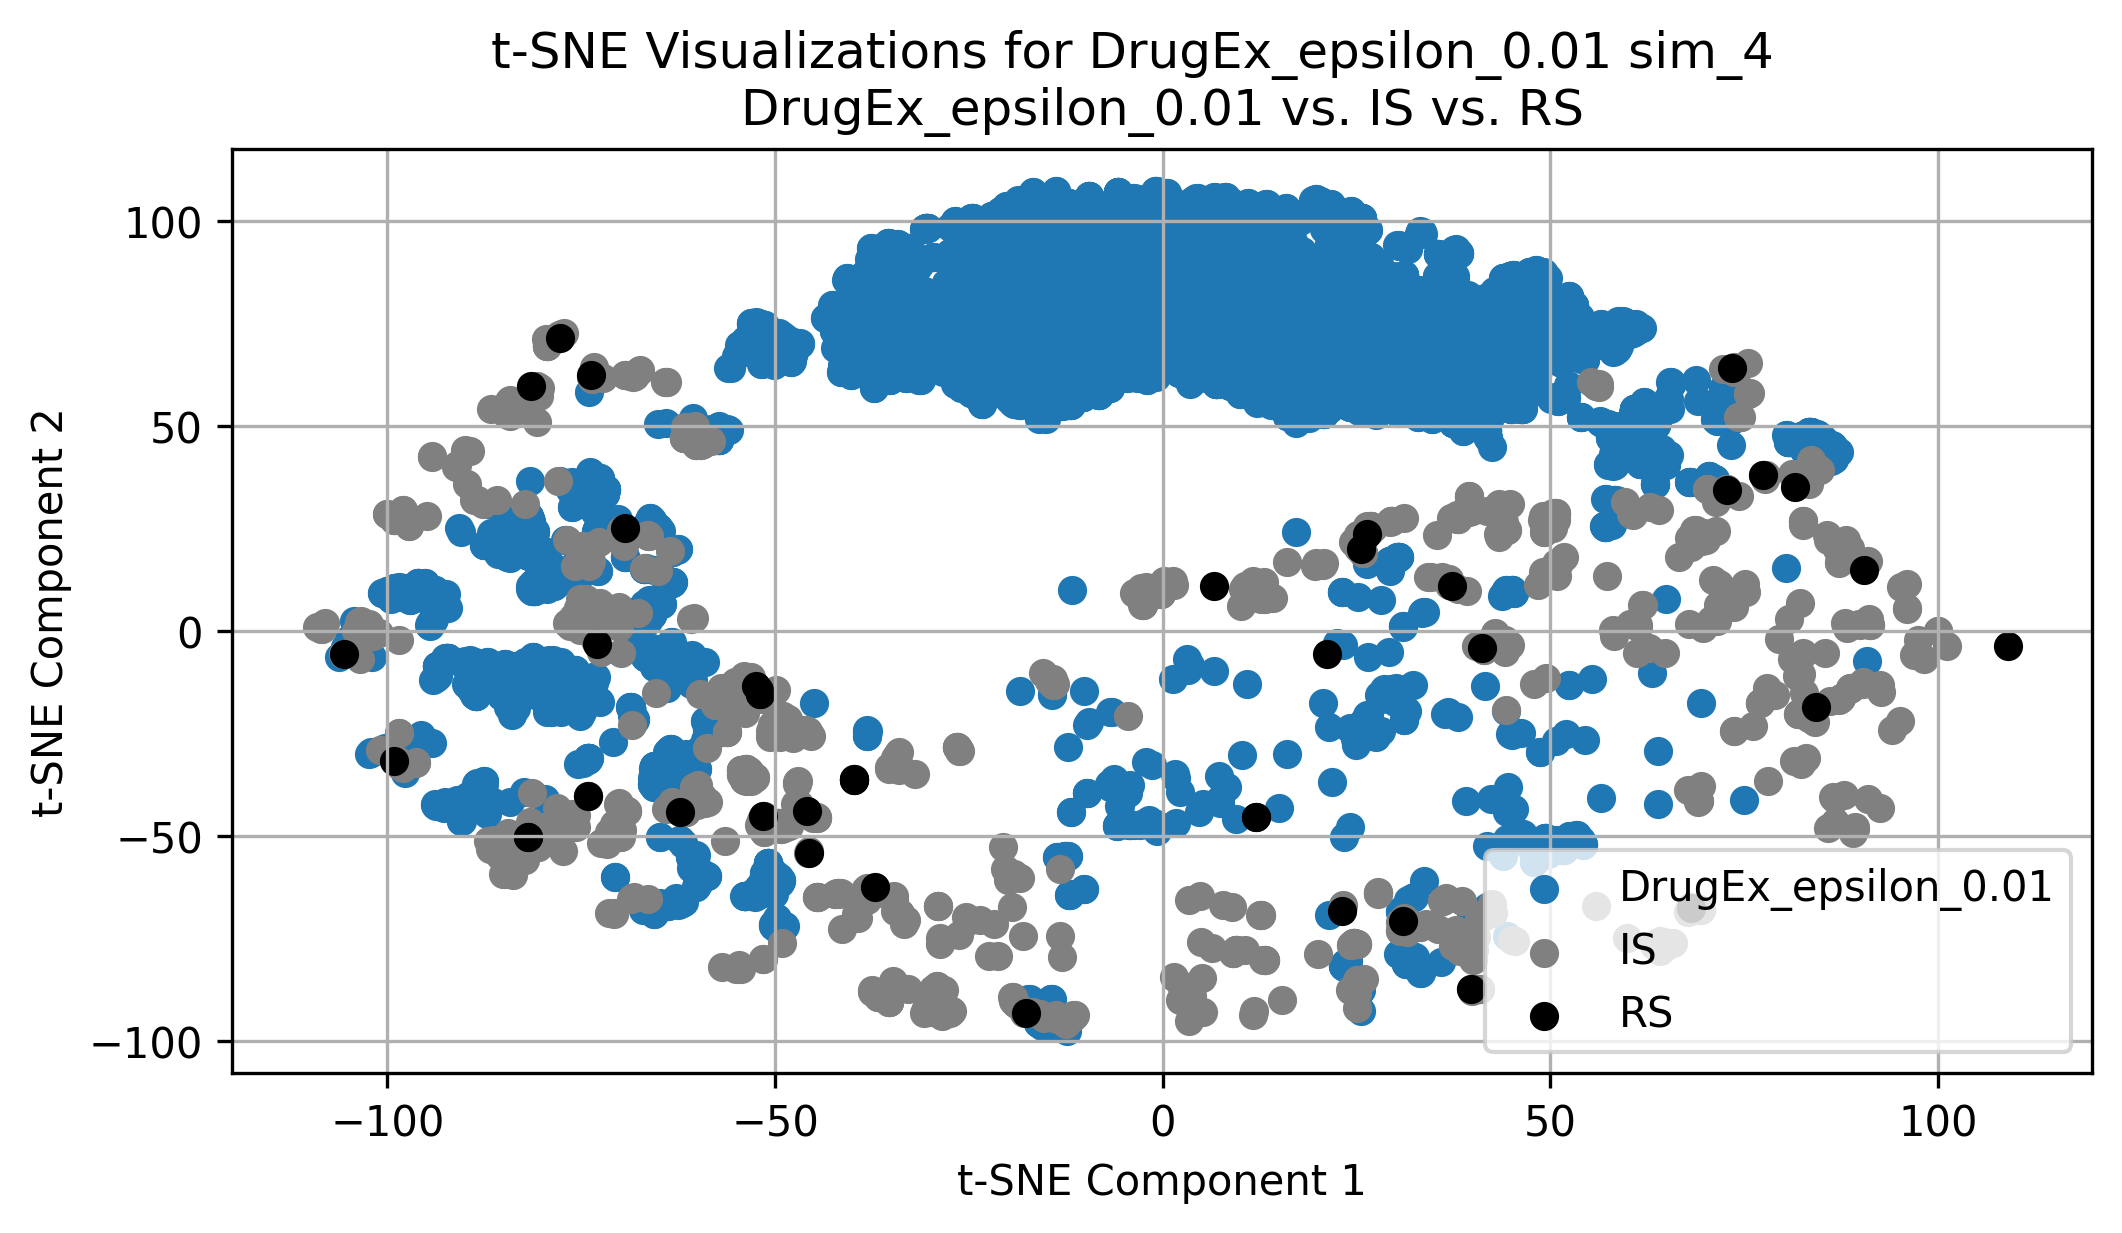 t-SNE Visualizations for DrugEx_epsilon_0.01 sim_4
DrugEx_epsilon_0.01 vs. IS vs. RS
t-SNE Component 2
100
50
0
−50
−100
−100
−50
0
50
100
t-SNE Component 1
DrugEx_epsilon_0.01
IS
RS